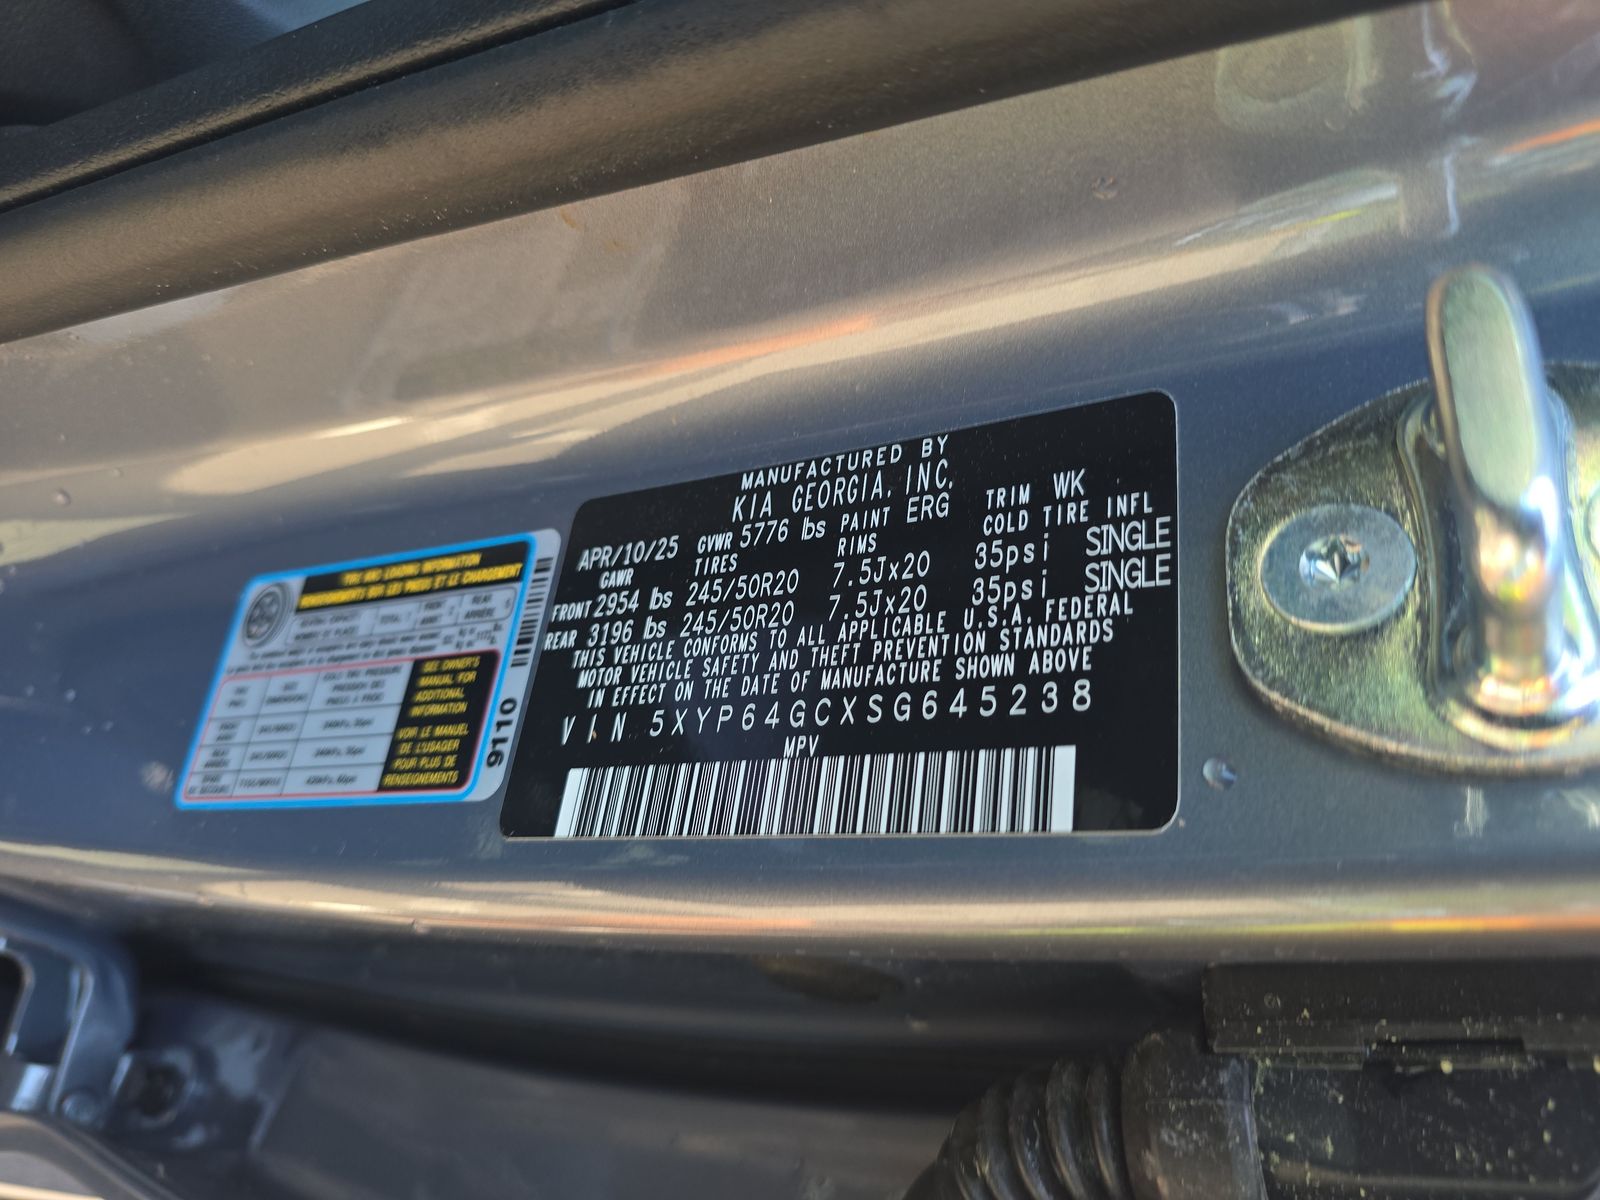 MANUFACTURED BY
KIA GEORGIA, INC.
APR/10/25 GVWR 5776 lbs PAINT ERG TRIM WK
GAWR TIRES RIMS COLD TIRE INFL
FRONT 2954 lbs 245/50R20 7.5Jx20 35psi SINGLE
REAR 3196 lbs 245/50R20 7.5Jx20 35psi SINGLE
THIS VEHICLE CONFORMS TO ALL APPLICABLE U.S.A. FEDERAL
MOTOR VEHICLE SAFETY AND THEFT PREVENTION STANDARDS
IN EFFECT ON THE DATE OF MANUFACTURE SHOWN ABOVE
VIN 5XYP64GCXSG645238
MPV
TIRE AND LOADING INFORMATION
RENSEIGNEMENTS SUR LES PNEUS ET LE CHARGEMENT
SEE OWNER'S
MANUAL FOR
ADDITIONAL
INFORMATION
VOIR LE MANUEL
DE L'USAGER
POUR PLUS DE
RENSEIGNEMENTS
9110